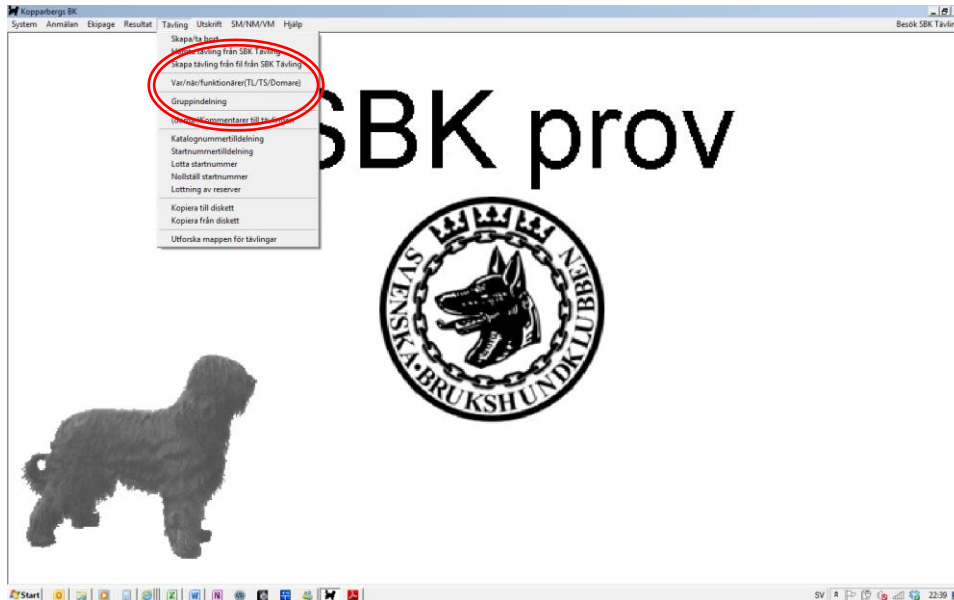 Kopparbergs BK
System Anmälan Ekipage Resultat Tävling Utskrift SM/NM/VM Hjälp Besök SBK Tävlin
Skapa/ta bort
tävling från SBK Tävling
Skapa tävling från fil från SBK Tävling
Var/när/funktionärer(TL/TS/Domare)
Gruppindelning
Kommentarer till
Katalognummertilldelning
Startnummertilldelning
Lotta startnummer
Nollställ startnummer
Lottning av reserver
Kopiera till diskett
Kopiera från diskett
Utforska mappen för tävlingar
SBK prov
SVENSKA
BRUKSHUNDKLUBBEN
Start SV 22:39